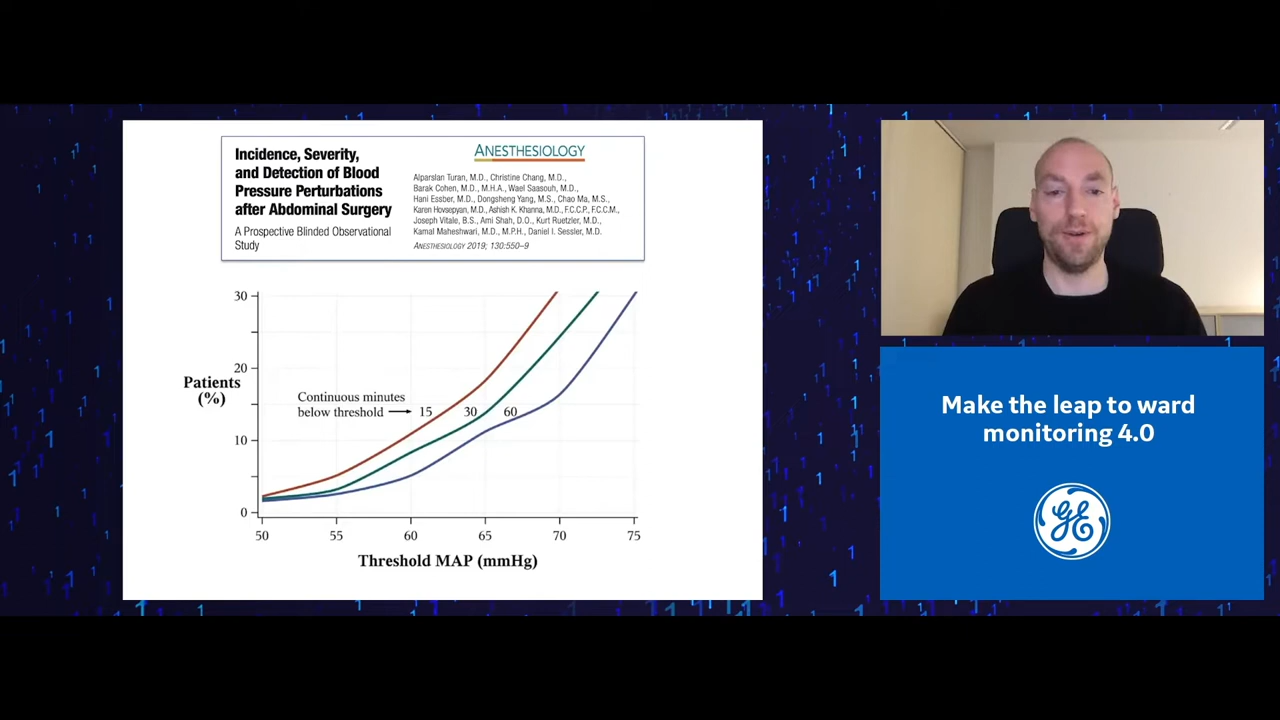 Incidence, Severity,
and Detection of Blood
Pressure Perturbations
after Abdominal Surgery
A Prospective Blinded Observational
Study
ANESTHESIOLOGY
Alparslan Turan, M.D., Christine Chang, M.D.,
Barak Cohen, M.D., M.H.A., Wael Saasouh, M.D.,
Hani Essber, M.D., Dongsheng Yang, M.S., Chao Ma, M.S.,
Karen Hovsepyan, M.D., Ashish K. Khanna, M.D., F.C.C.P., F.C.C.M.,
Joseph Vitale, B.S., Ami Shah, D.O., Kurt Ruetzler, M.D.,
Kamal Maheshwari, M.D., M.P.H., Daniel I. Sessler, M.D.
ANESTHESIOLOGY 2019; 130:550–9
30
20
10
0
Patients
(%)
Continuous minutes
below threshold
15
30
60
50 55 60 65 70 75
Threshold MAP (mmHg)
Make the leap to ward
monitoring 4.0
GE